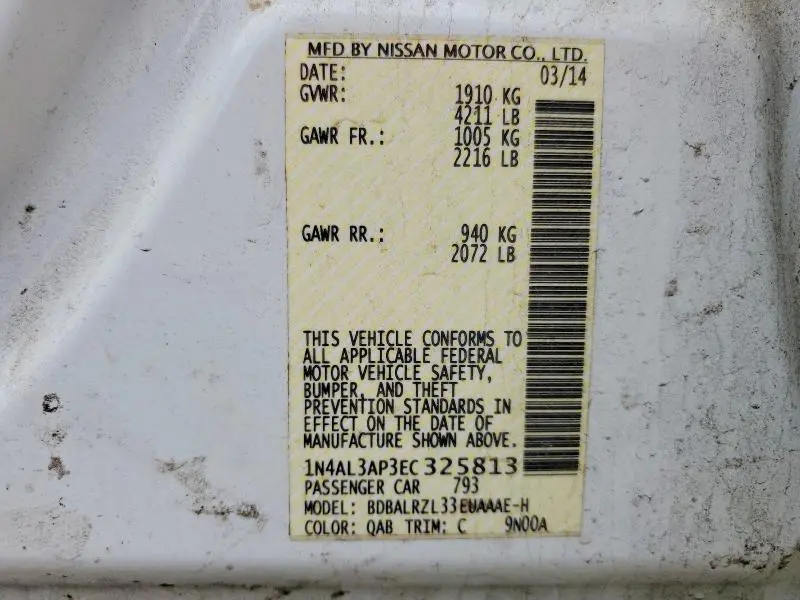 MFD BY NISSAN MOTOR CO., LTD.
DATE: 03/14
GVWR: 1910 KG
4211 LB
GAWR FR.: 1005 KG
2216 LB
GAWR RR.: 940 KG
2072 LB
THIS VEHICLE CONFORMS TO
ALL APPLICABLE FEDERAL
MOTOR VEHICLE SAFETY,
BUMPER, AND THEFT
PREVENTION STANDARDS IN
EFFECT ON THE DATE OF
MANUFACTURE SHOWN ABOVE.
1N4AL3AP3EC 325813
PASSENGER CAR 793
MODEL: BDBALRZL33EUAAAE-H
COLOR: QAB TRIM: C 9N00A